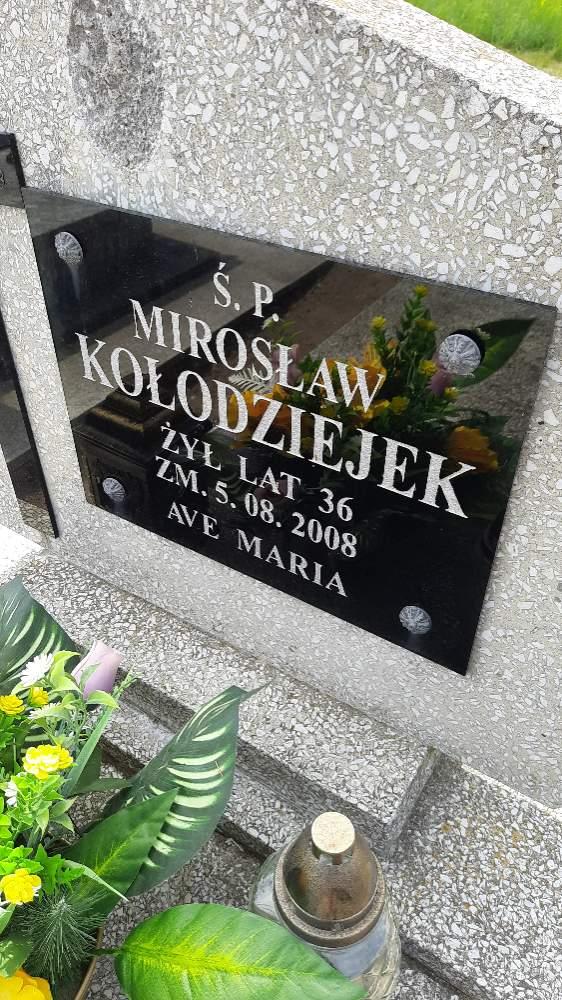 Ś. P.
MIROSŁAW
KOŁODZIEJEK
ŻYŁ LAT 36
ZM. 5. 08. 2008
AVE MARIA